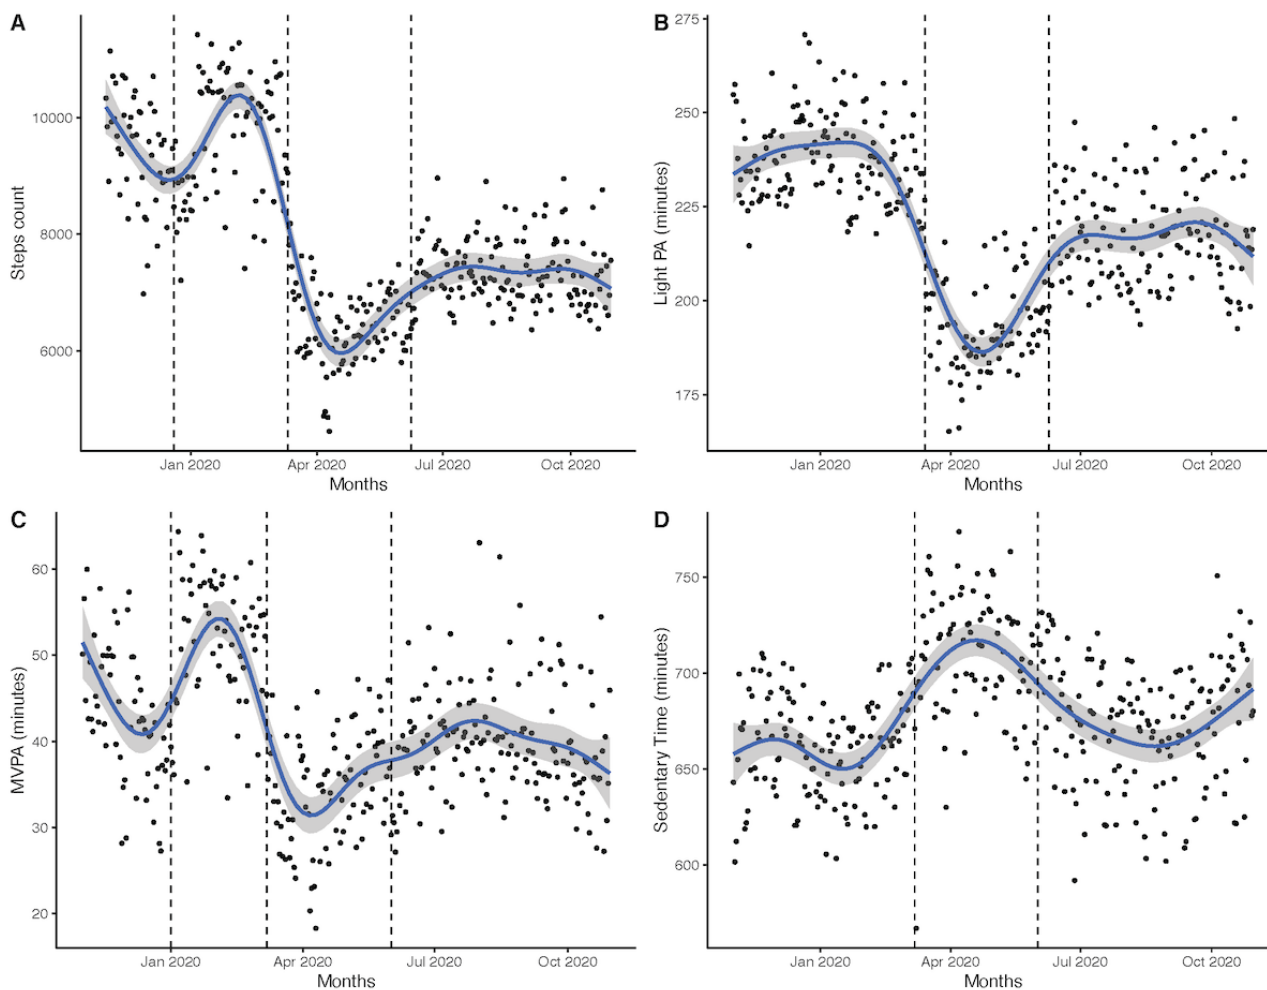 A
Steps count
10000
8000
6000
Jan 2020 Apr 2020 Jul 2020 Oct 2020
Months
B
Light PA (minutes)
275
250
225
200
175
Jan 2020 Apr 2020 Jul 2020 Oct 2020
Months
C
MVPA (minutes)
60
50
40
30
20
Jan 2020 Apr 2020 Jul 2020 Oct 2020
Months
D
Sedentary Time (minutes)
750
700
650
600
Jan 2020 Apr 2020 Jul 2020 Oct 2020
Months